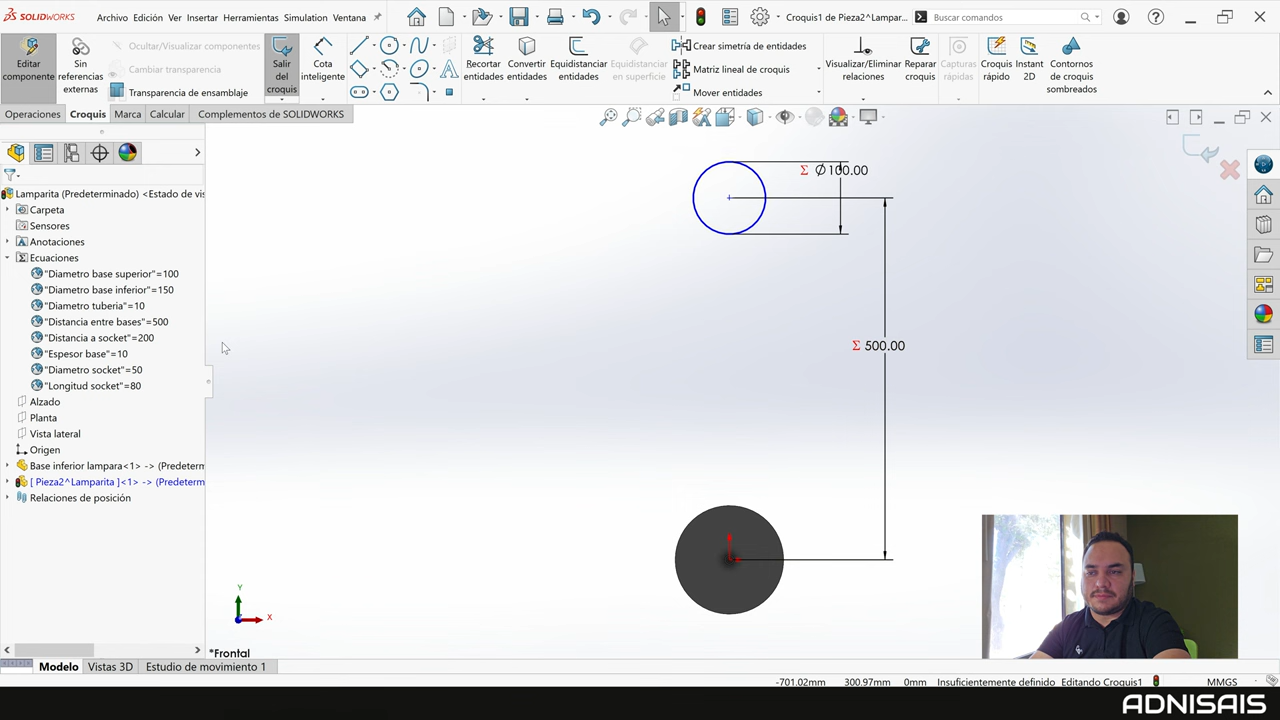 SOLIDWORKS
Archivo Edición Ver Insertar Herramientas Simulation Ventana
Croquis1 de Pieza2^Lampar...
Buscar comandos
Editar componente
Sin referencias externas
Ocultar/Visualizar componentes
Cambiar transparencia
Transparencia de ensamblaje
Salir del croquis
Cota inteligente
Recortar entidades
Convertir entidades
Equidistanciar entidades
Equidistanciar en superficie
Crear simetría de entidades
Matriz lineal de croquis
Mover entidades
Visualizar/Eliminar relaciones
Reparar croquis
Capturas rápidas
Croquis rápido
Instant 2D
Contornos de croquis sombreados
Operaciones Croquis Marca Calcular Complementos de SOLIDWORKS
Lamparita (Predeterminado) <Estado de vis
Carpeta
Sensores
Anotaciones
Ecuaciones
"Diametro base superior"=100
"Diametro base inferior"=150
"Diametro tuberia"=10
"Distancia entre bases"=500
"Distancia a socket"=200
"Espesor base"=10
"Diametro socket"=50
"Longitud socket"=80
Alzado
Planta
Vista lateral
Origen
Base inferior lampara<1> -> (Predeterm
[ Pieza2^Lamparita ]<1> -> (Predeterm
Relaciones de posición
Σ Ø100.00
Σ 500.00
Y
X
*Frontal
Modelo Vistas 3D Estudio de movimiento 1
-701.02mm 300.97mm 0mm Insuficientemente definido Editando Croquis1 MMGS
ADNISAIS